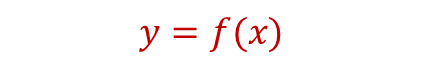 y = f(x)